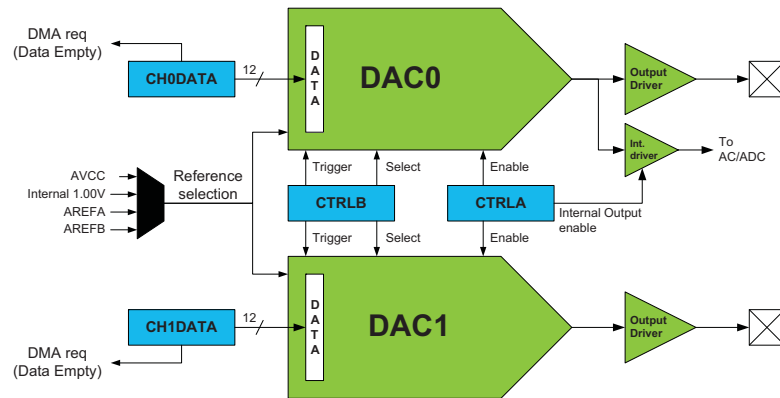 DMA req
(Data Empty)
CH0DATA
12
DATA
DAC0
Output
Driver
Int.
driver
To
AC/ADC
AVCC
Internal 1.00V
AREFA
AREFB
Reference
selection
Trigger
Select
Enable
CTRLB
CTRLA
Internal Output
enable
Trigger
Select
Enable
CH1DATA
12
DATA
DAC1
Output
Driver
DMA req
(Data Empty)